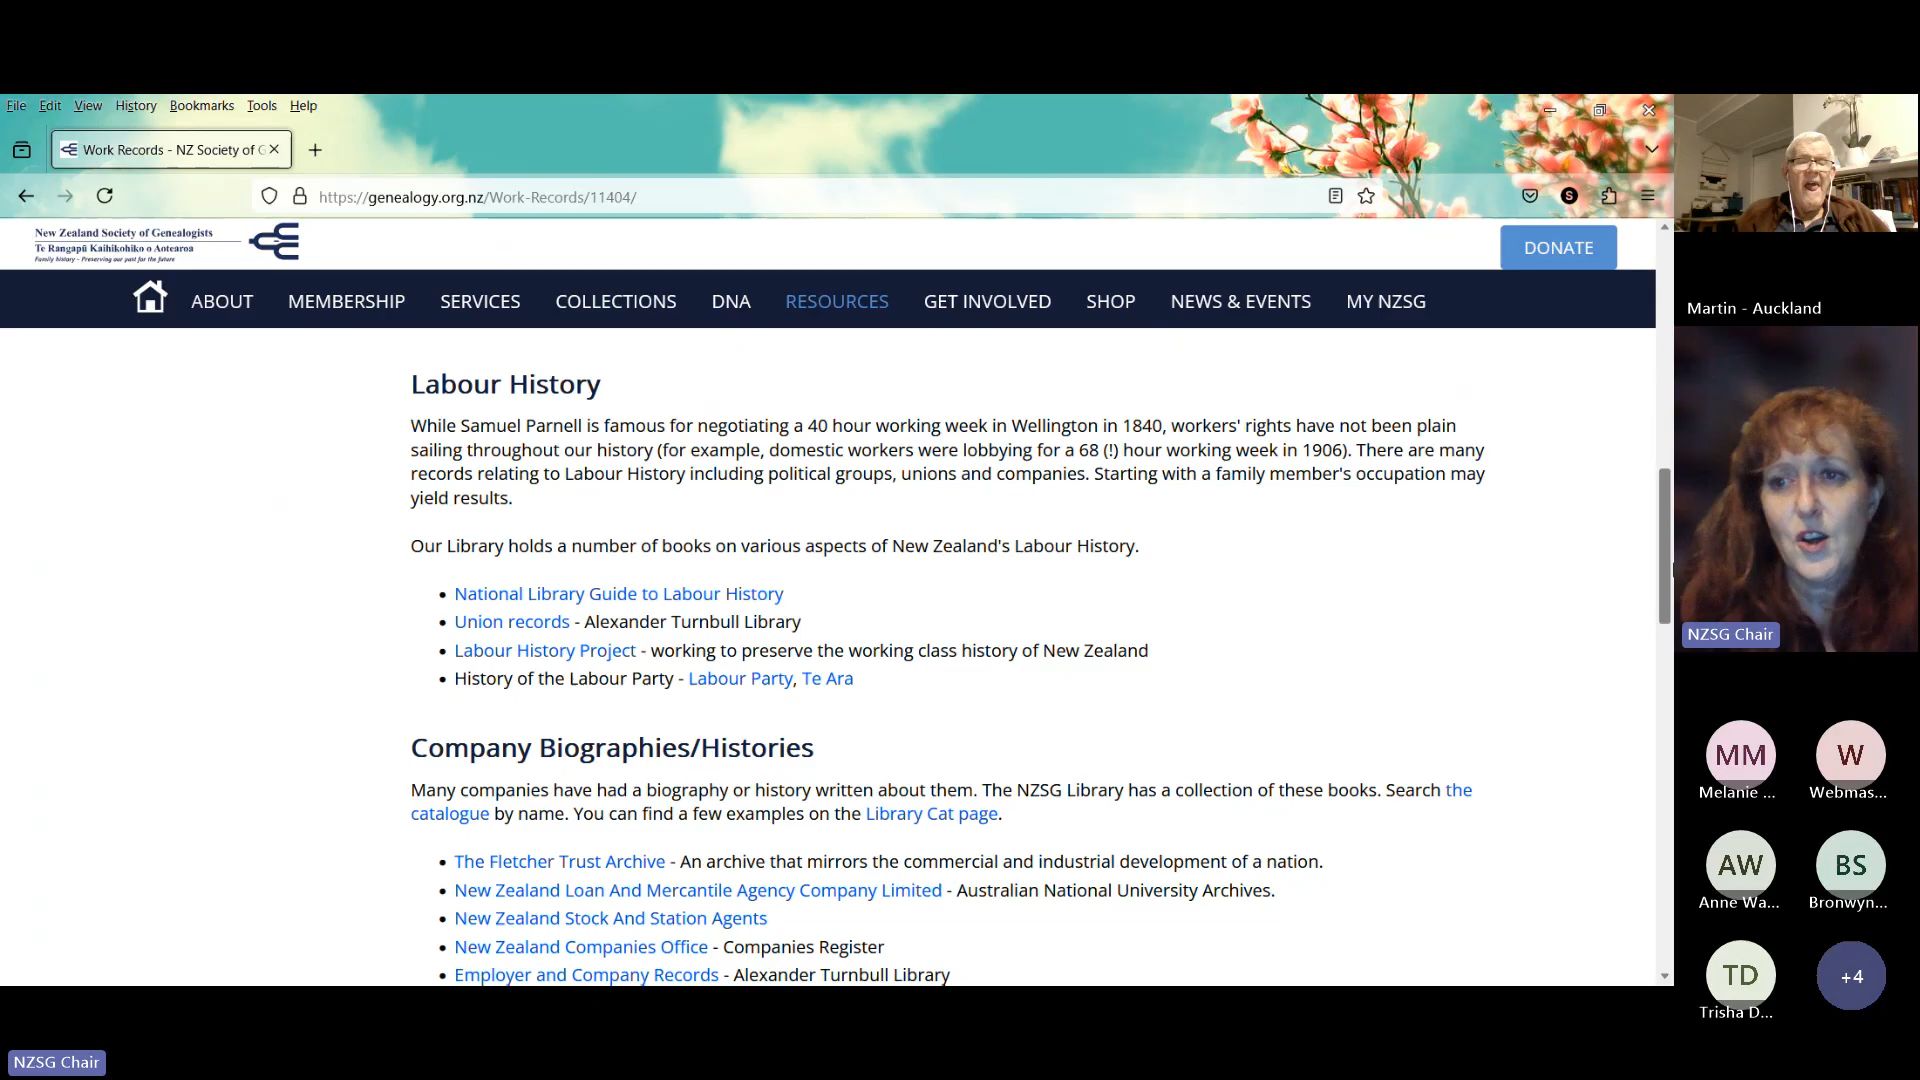 File Edit View History Bookmarks Tools Help
Work Records - NZ Society of G
https://genealogy.org.nz/Work-Records/11404/
New Zealand Society of Genealogists
Te Rangapū Kaihikohiko o Aotearoa
Family history - Preserving our past for the future
DONATE
ABOUT MEMBERSHIP SERVICES COLLECTIONS DNA RESOURCES GET INVOLVED SHOP NEWS & EVENTS MY NZSG
Labour History
While Samuel Parnell is famous for negotiating a 40 hour working week in Wellington in 1840, workers' rights have not been plain
sailing throughout our history (for example, domestic workers were lobbying for a 68 (!) hour working week in 1906). There are many
records relating to Labour History including political groups, unions and companies. Starting with a family member's occupation may
yield results.
Our Library holds a number of books on various aspects of New Zealand's Labour History.
• National Library Guide to Labour History
• Union records - Alexander Turnbull Library
• Labour History Project - working to preserve the working class history of New Zealand
• History of the Labour Party - Labour Party, Te Ara
Company Biographies/Histories
Many companies have had a biography or history written about them. The NZSG Library has a collection of these books. Search the
catalogue by name. You can find a few examples on the Library Cat page.
• The Fletcher Trust Archive - An archive that mirrors the commercial and industrial development of a nation.
• New Zealand Loan And Mercantile Agency Company Limited - Australian National University Archives.
• New Zealand Stock And Station Agents
• New Zealand Companies Office - Companies Register
• Employer and Company Records - Alexander Turnbull Library
S
Martin - Auckland
NZSG Chair
MM W
Melanie ... Webmas...
AW BS
Anne Wa... Bronwyn...
TD +4
Trisha D...
NZSG Chair